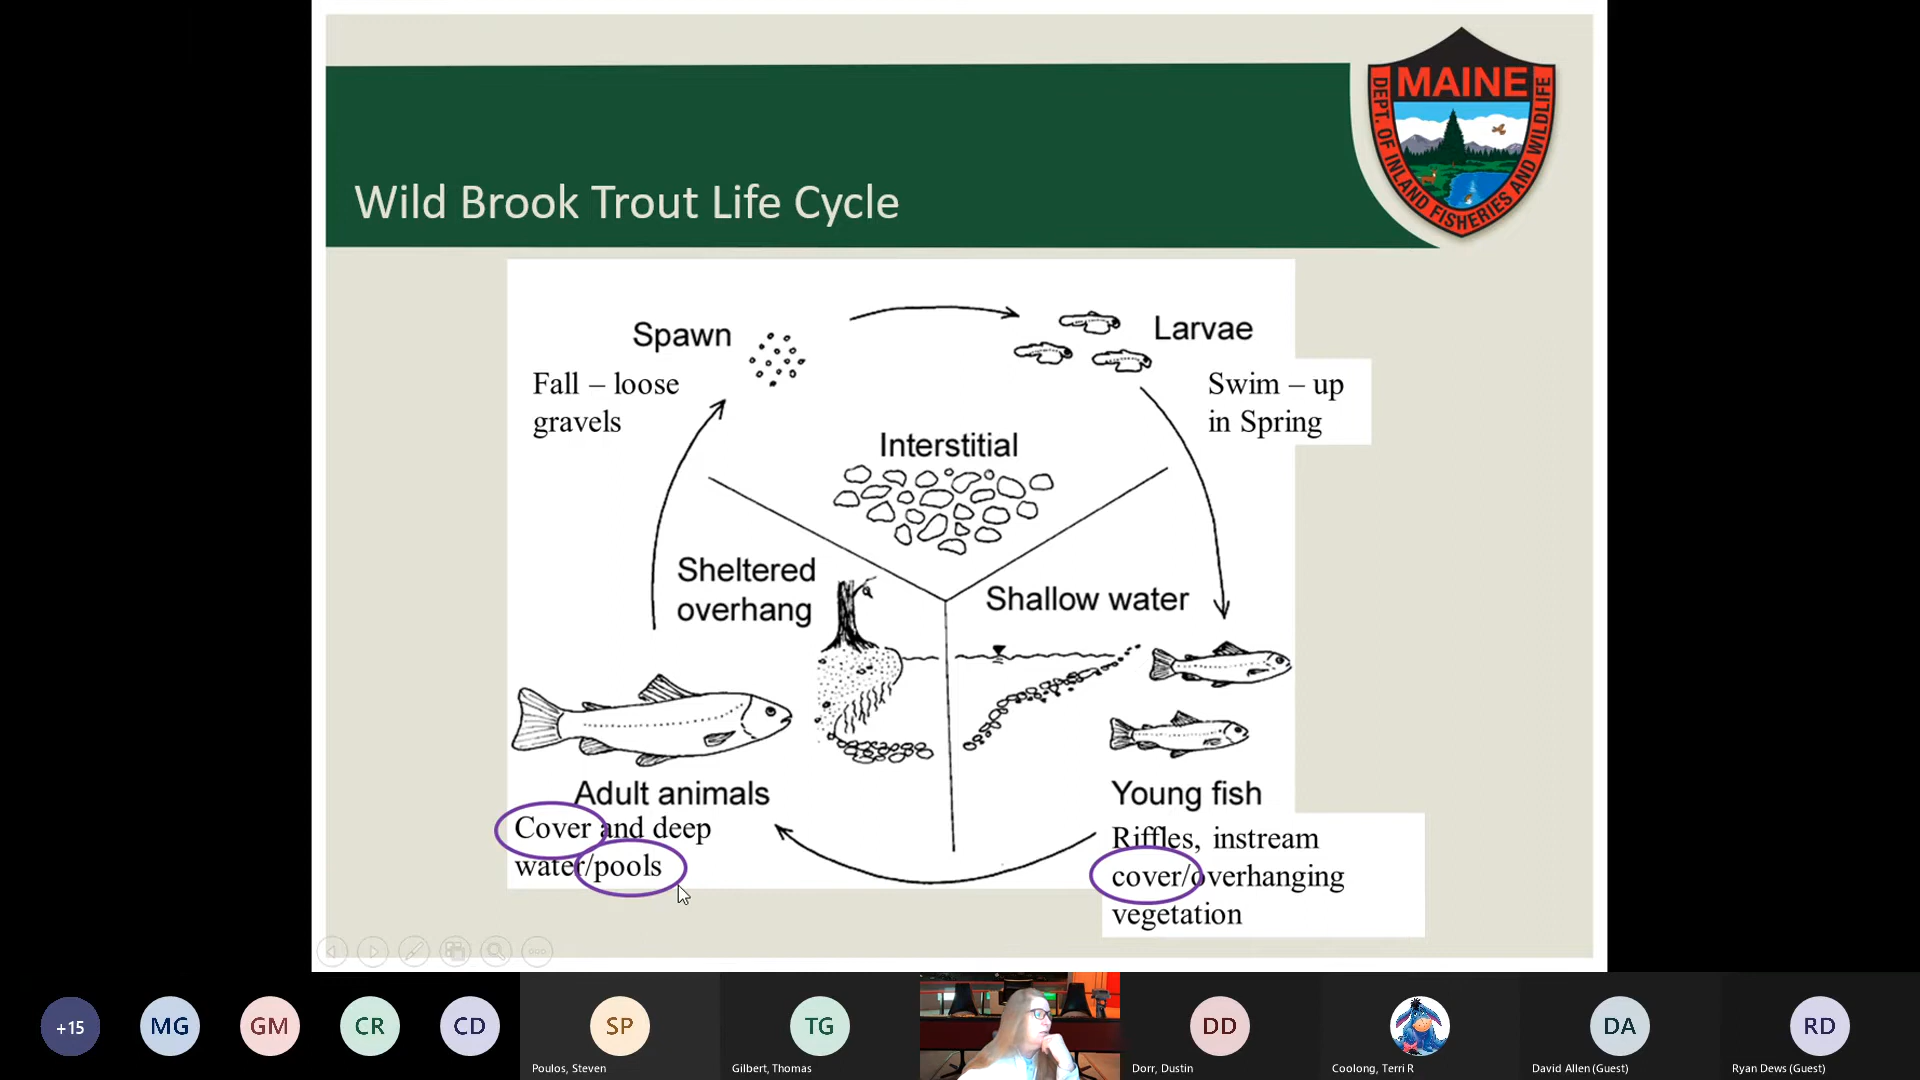 MAINE
DEPT. OF INLAND FISHERIES AND WILDLIFE
Wild Brook Trout Life Cycle
Spawn
Fall – loose
gravels
Larvae
Swim – up
in Spring
Interstitial
Sheltered
overhang
Shallow water
Adult animals
Cover and deep
water/pools
Young fish
Riffles, instream
cover/overhanging
vegetation
+15
MG
GM
CR
CD
SP
Poulos, Steven
TG
Gilbert, Thomas
DD
Dorr, Dustin
Coolong, Terri R
DA
David Allen (Guest)
RD
Ryan Dews (Guest)